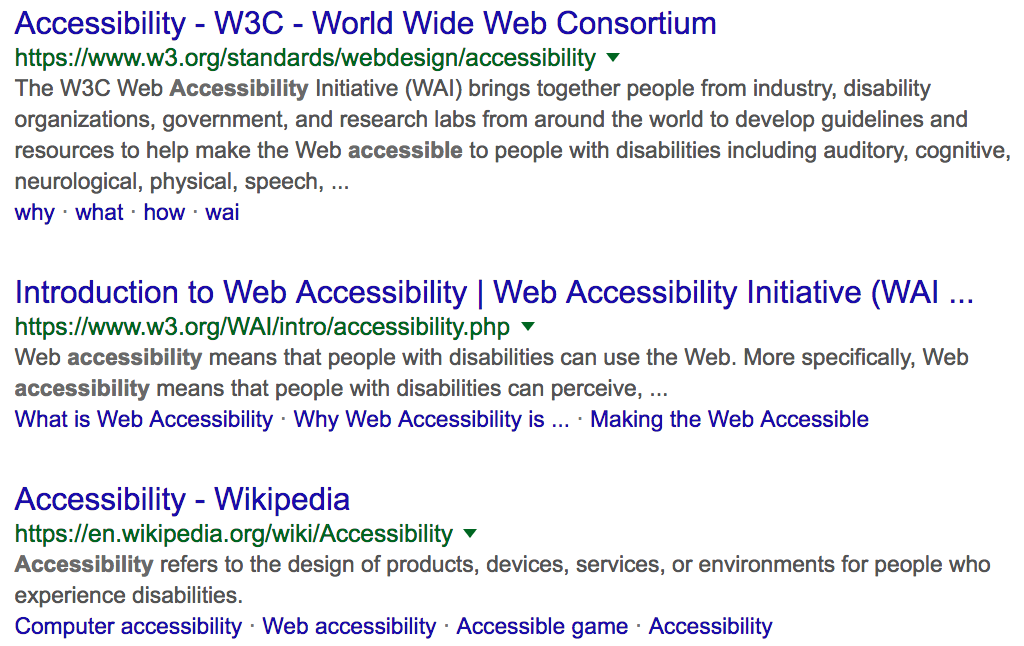 Accessibility - W3C - World Wide Web Consortium
https://www.w3.org/standards/webdesign/accessibility
The W3C Web Accessibility Initiative (WAI) brings together people from industry, disability
organizations, government, and research labs from around the world to develop guidelines and
resources to help make the Web accessible to people with disabilities including auditory, cognitive,
neurological, physical, speech, ...
why · what · how · wai
Introduction to Web Accessibility | Web Accessibility Initiative (WAI ...
https://www.w3.org/WAI/intro/accessibility.php
Web accessibility means that people with disabilities can use the Web. More specifically, Web
accessibility means that people with disabilities can perceive, ...
What is Web Accessibility · Why Web Accessibility is ... · Making the Web Accessible
Accessibility - Wikipedia
https://en.wikipedia.org/wiki/Accessibility
Accessibility refers to the design of products, devices, services, or environments for people who
experience disabilities.
Computer accessibility · Web accessibility · Accessible game · Accessibility